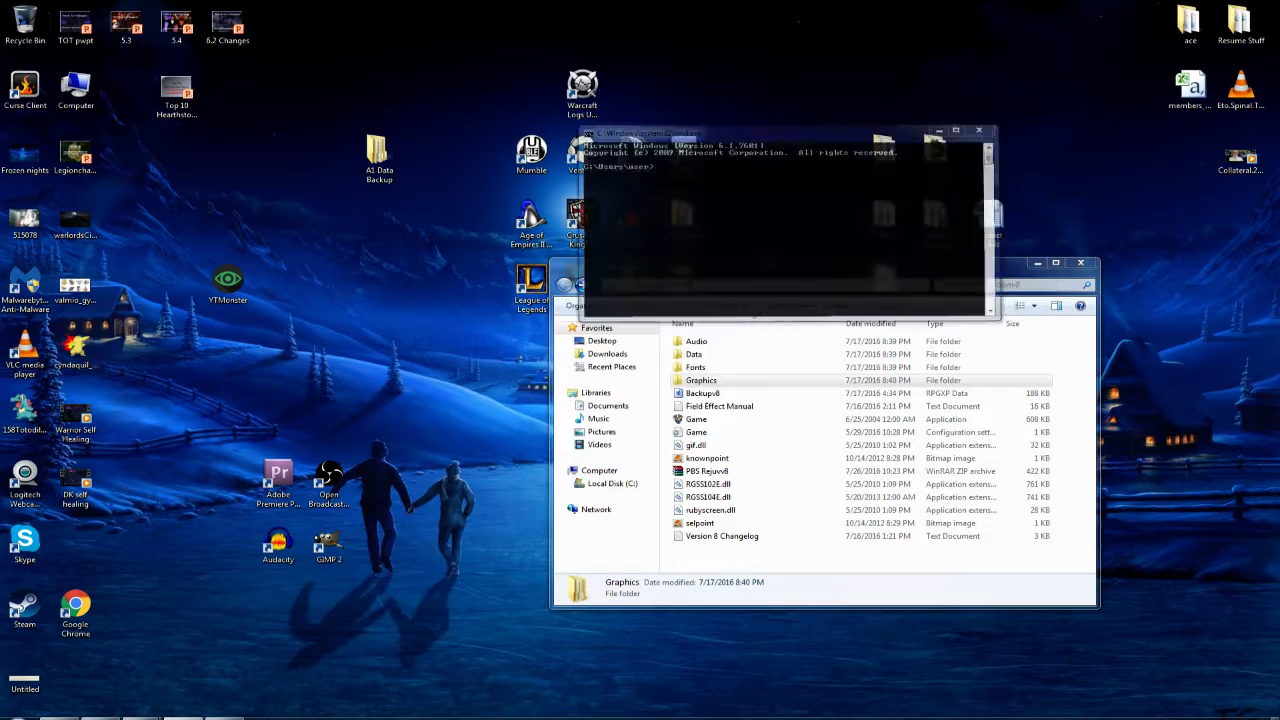 Recycle Bin
TOT pwpt
5.3
5.4
6.2 Changes
ace
Resume Stuff
Curse Client
Computer
Top 10
Hearthsto...
Warcraft
Logs U...
members_...
Eto.Spinal.T...
Frozen nights
Legioncha...
A1 Data
Backup
Mumble
Collateral.2...
515078
warlordsCi...
Age of
Empires II ...
Malwarebyt...
Anti-Malware
valmio_gy...
YTMonster
League of
Legends
VLC media
player
cyndaquil_...
158Totodil...
Warrior Self
Healing
Logitech
Webca...
DK self
healing
Adobe
Premiere P...
Open
Broadcast...
Skype
Audacity
GIMP 2
Steam
Google
Chrome
Untitled
C:\Windows\system32\cmd.exe
Microsoft Windows [Version 6.1.7601]
Copyright (c) 2009 Microsoft Corporation. All rights reserved.
C:\Users\user>
Name Date modified Type Size
Favorites
Desktop
Downloads
Recent Places
Libraries
Documents
Music
Pictures
Videos
Computer
Local Disk (C:)
Network
Audio 7/17/2016 8:39 PM File folder
Data 7/17/2016 8:39 PM File folder
Fonts 7/17/2016 8:39 PM File folder
Graphics 7/17/2016 8:40 PM File folder
Backupv8 7/17/2016 4:34 PM RPGXP Data 188 KB
Field Effect Manual 7/16/2016 2:11 PM Text Document 16 KB
Game 6/25/2004 12:00 AM Application 608 KB
Game 5/29/2016 10:28 PM Configuration sett... 1 KB
gif.dll 5/25/2010 1:02 PM Application extens... 32 KB
knownpoint 10/14/2012 8:28 PM Bitmap image 1 KB
PBS Rejuvv8 7/26/2016 10:23 PM WinRAR ZIP archive 422 KB
RGSS102E.dll 5/25/2010 1:09 PM Application extens... 761 KB
RGSS104E.dll 5/20/2013 12:00 AM Application extens... 741 KB
rubyscreen.dll 5/25/2010 1:09 PM Application extens... 28 KB
selpoint 10/14/2012 8:29 PM Bitmap image 1 KB
Version 8 Changelog 7/16/2016 1:21 PM Text Document 3 KB
Graphics Date modified: 7/17/2016 8:40 PM
File folder